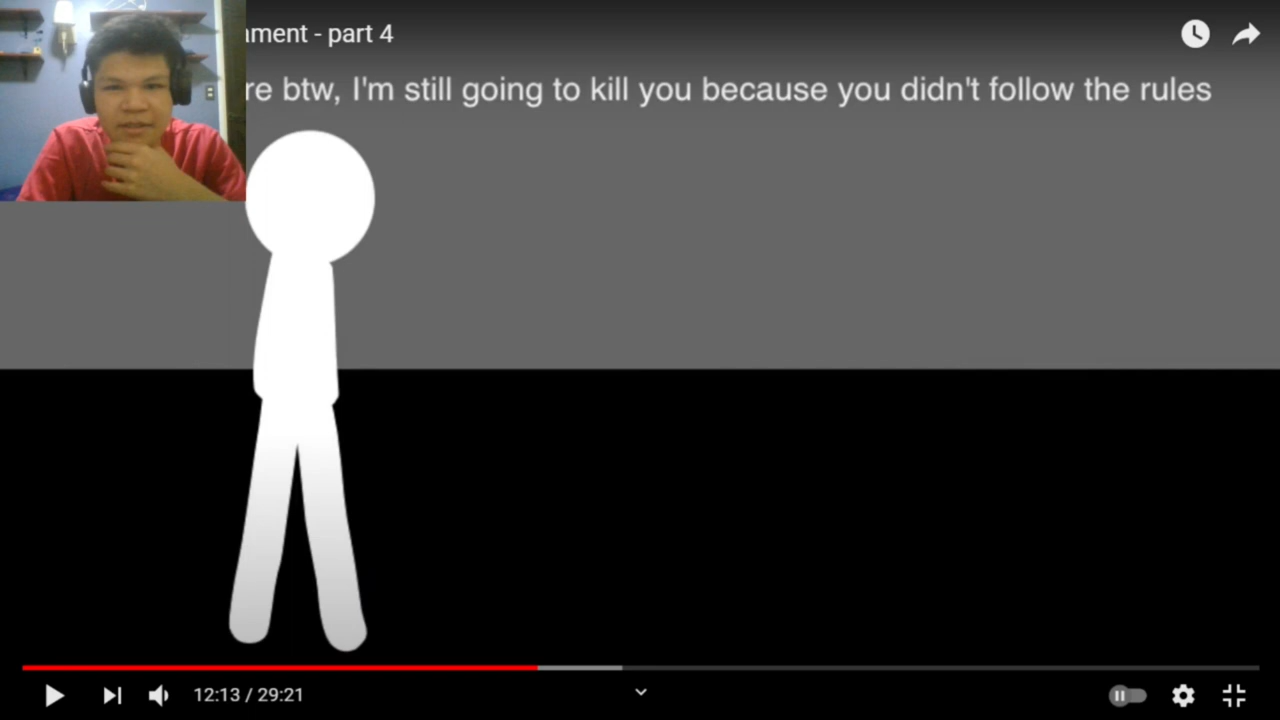 ament - part 4
re btw, I'm still going to kill you because you didn't follow the rules
12:13 / 29:21